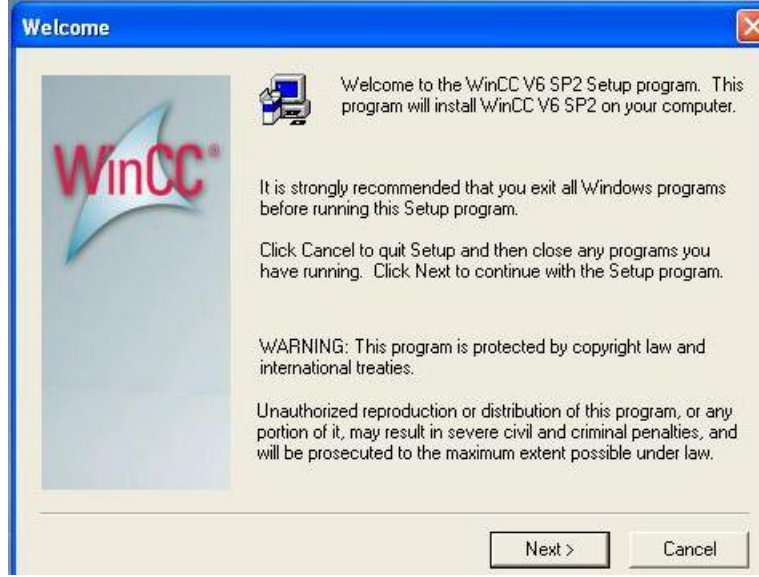 Welcome
WinCC®
Welcome to the WinCC V6 SP2 Setup program. This
program will install WinCC V6 SP2 on your computer.
It is strongly recommended that you exit all Windows programs
before running this Setup program.
Click Cancel to quit Setup and then close any programs you
have running. Click Next to continue with the Setup program.
WARNING: This program is protected by copyright law and
international treaties.
Unauthorized reproduction or distribution of this program, or any
portion of it, may result in severe civil and criminal penalties, and
will be prosecuted to the maximum extent possible under law.
Next >
Cancel